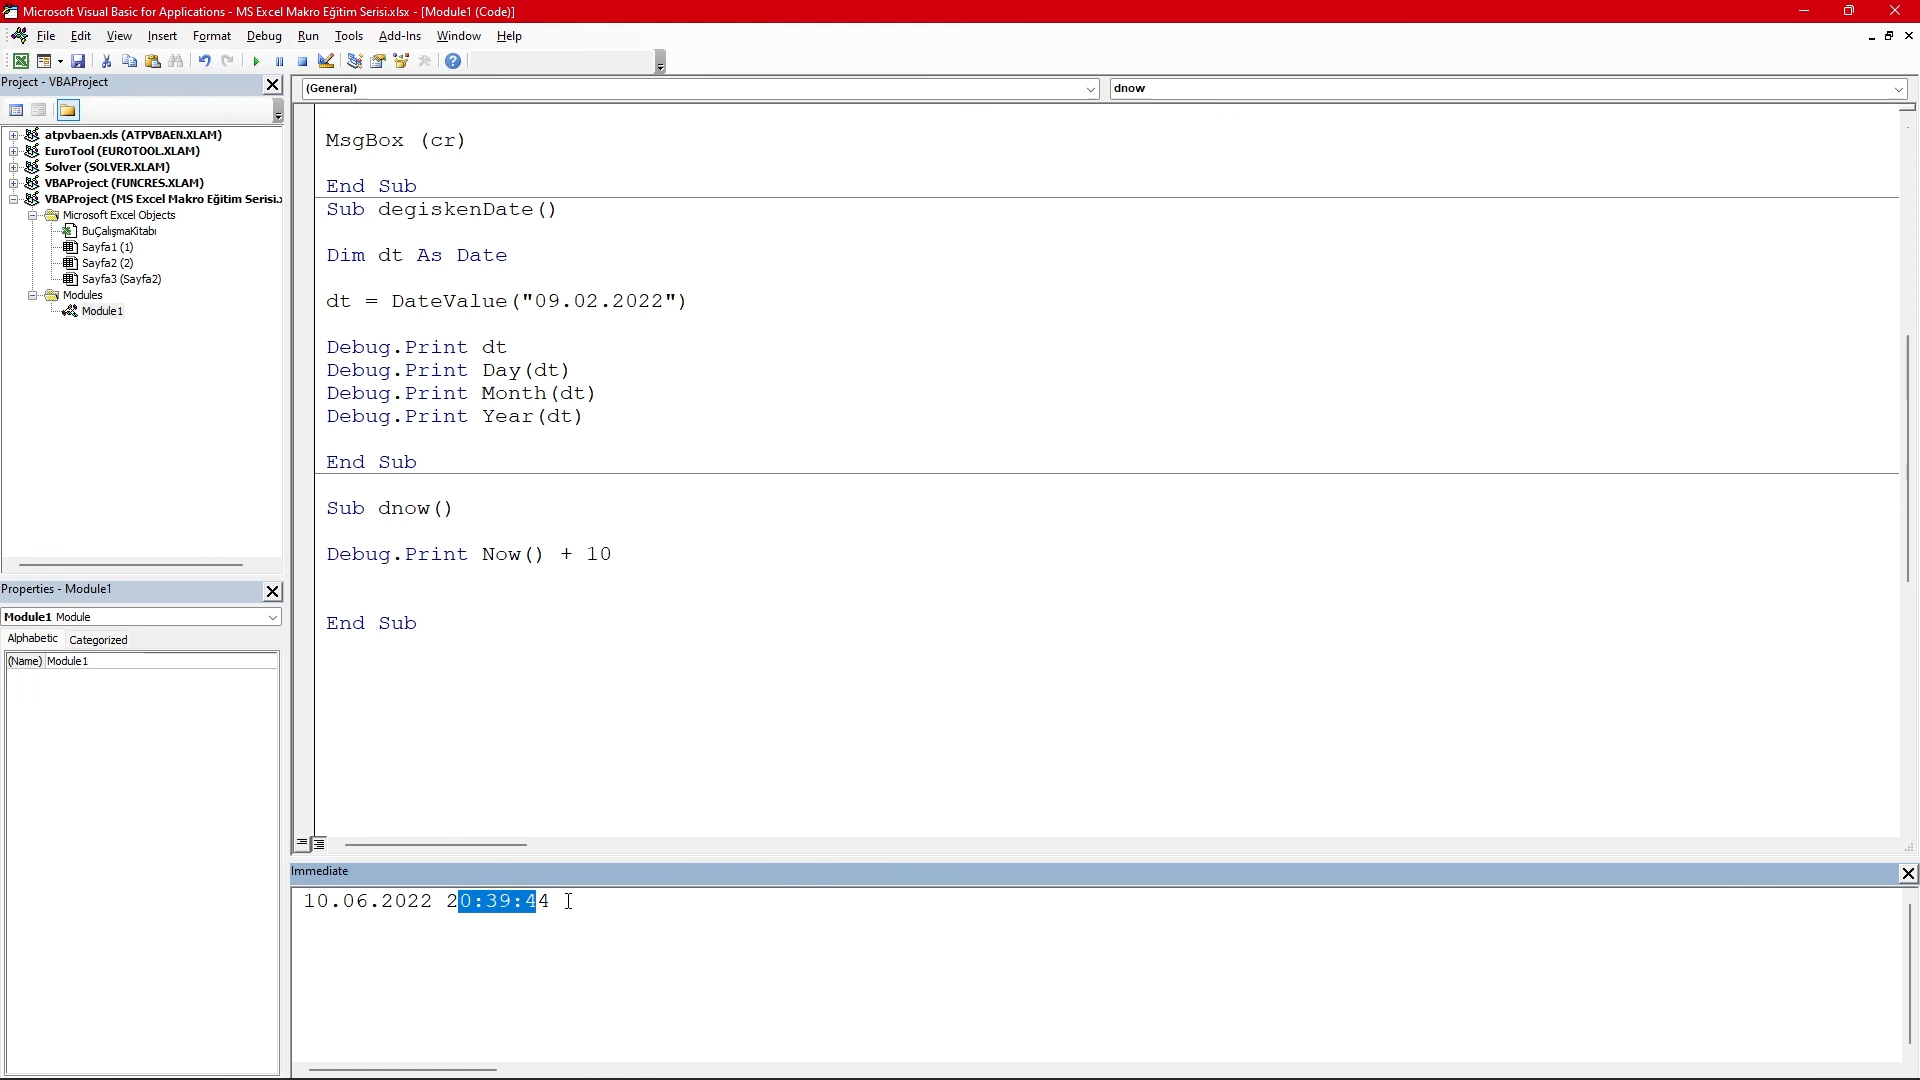 Microsoft Visual Basic for Applications - MS Excel Makro Eğitim Serisi.xlsx - [Module1 (Code)]
File Edit View Insert Format Debug Run Tools Add-Ins Window Help
Project - VBAProject
(General)
dnow
atpvbaen.xls (ATPVBAEN.XLAM)
EuroTool (EUROTOOL.XLAM)
Solver (SOLVER.XLAM)
VBAProject (FUNCRES.XLAM)
VBAProject (MS Excel Makro Eğitim Serisi.
Microsoft Excel Objects
BuÇalışmaKitabı
Sayfa1 (1)
Sayfa2 (2)
Sayfa3 (Sayfa2)
Modules
Module1
Properties - Module1
Module1 Module
Alphabetic Categorized
(Name) Module1
MsgBox (cr)
End Sub
Sub degiskenDate()
Dim dt As Date
dt = DateValue("09.02.2022")
Debug.Print dt
Debug.Print Day(dt)
Debug.Print Month(dt)
Debug.Print Year(dt)
End Sub
Sub dnow()
Debug.Print Now() + 10
End Sub
Immediate
10.06.2022 20:39:44